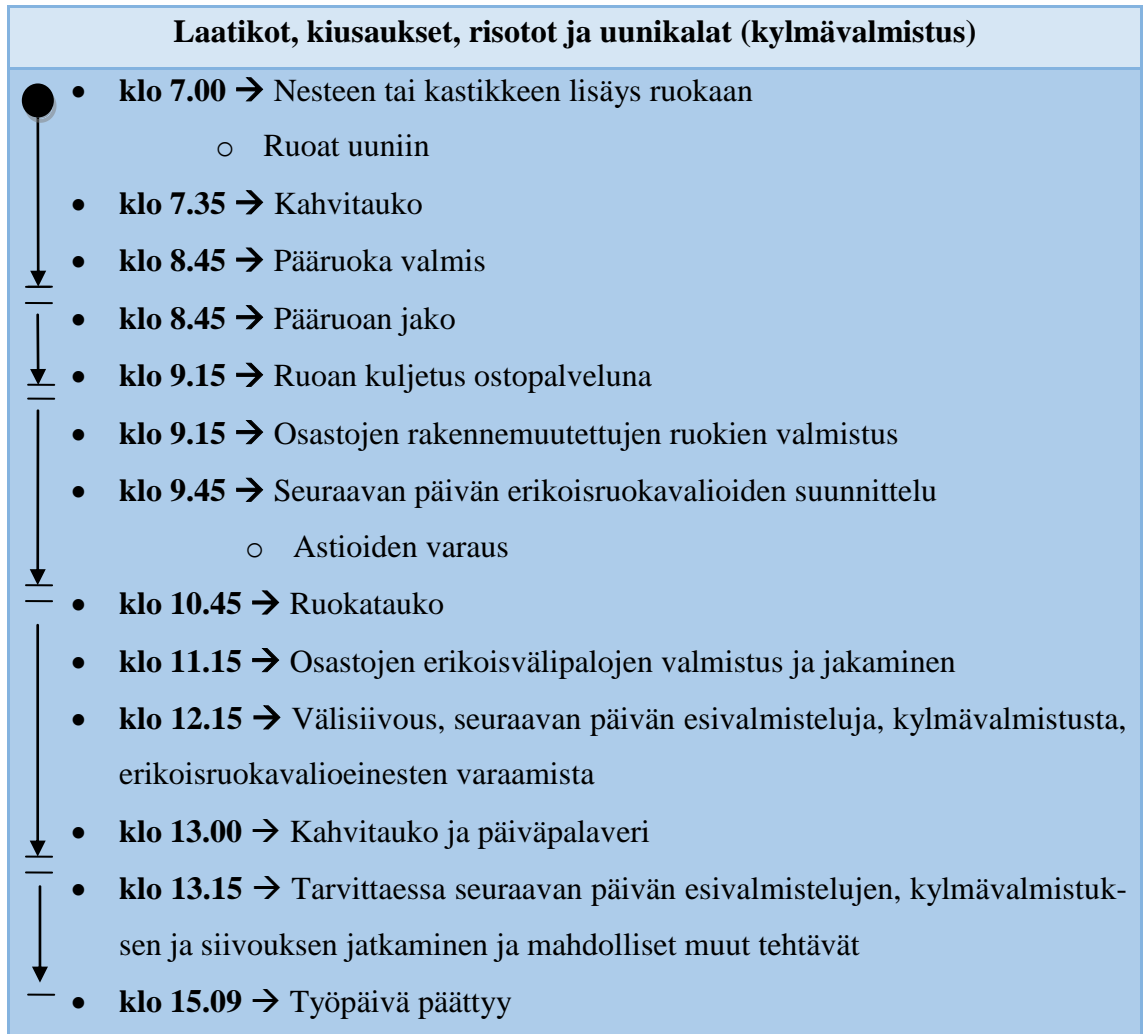 Laatikot, kiusaukset, risotot ja uunikalat (kylmävalmistus)
• klo 7.00 → Nesteen tai kastikkeen lisäys ruokaan
o Ruoat uuniin
• klo 7.35 → Kahvitauko
• klo 8.45 → Pääruoka valmis
• klo 8.45 → Pääruoan jako
• klo 9.15 → Ruoan kuljetus ostopalveluna
• klo 9.15 → Osastojen rakennemuutettujen ruokien valmistus
• klo 9.45 → Seuraavan päivän erikoisruokavalioiden suunnittelu
o Astioiden varaus
• klo 10.45 → Ruokatauko
• klo 11.15 → Osastojen erikoisvälipalojen valmistus ja jakaminen
• klo 12.15 → Välisiivous, seuraavan päivän esivalmisteluja, kylmävalmistusta,
erikoisruokavalioeinesten varaamista
• klo 13.00 → Kahvitauko ja päiväpalaveri
• klo 13.15 → Tarvittaessa seuraavan päivän esivalmistelujen, kylmävalmistuk-
sen ja siivouksen jatkaminen ja mahdolliset muut tehtävät
• klo 15.09 → Työpäivä päättyy